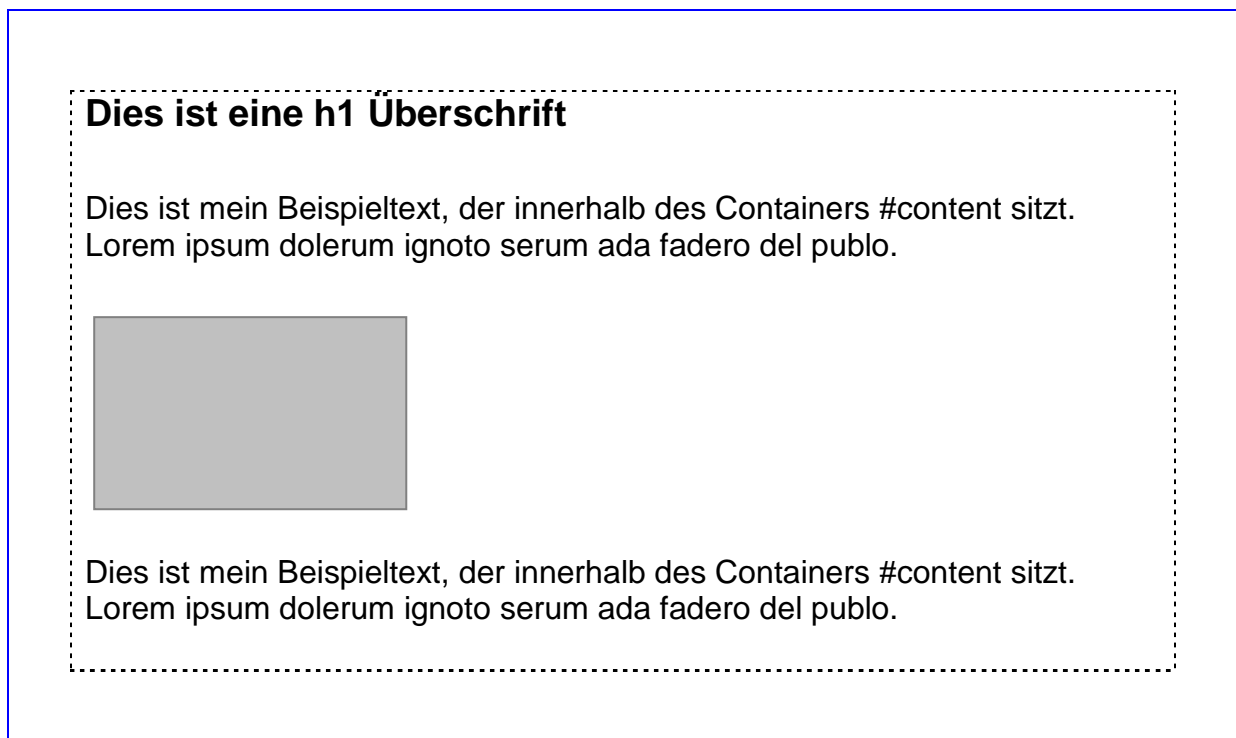 Dies ist eine h1 Überschrift
Dies ist mein Beispieltext, der innerhalb des Containers #content sitzt.
Lorem ipsum dolerum ignoto serum ada fadero del publo.
Dies ist mein Beispieltext, der innerhalb des Containers #content sitzt.
Lorem ipsum dolerum ignoto serum ada fadero del publo.